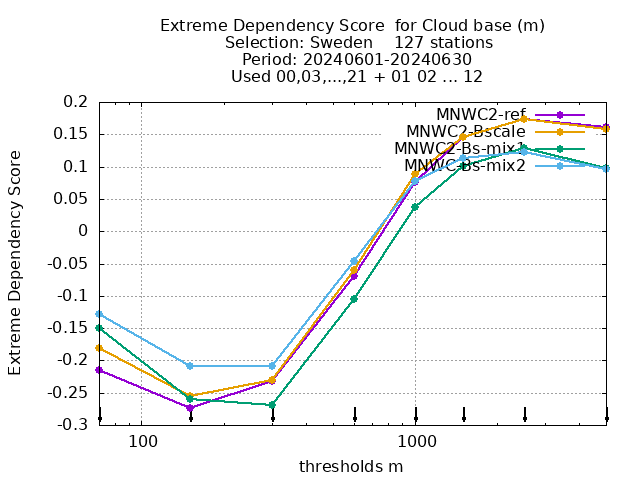 Extreme Dependency Score  for Cloud base (m)
Selection: Sweden    127 stations
Period: 20240601-20240630
Used 00,03,...,21 + 01 02 ... 12
MNWC2-ref
MNWC2-Bscale
MNWC2-Bs-mix1
MNWC-Bs-mix2
Extreme Dependency Score
0.2
0.15
0.1
0.05
0
-0.05
-0.1
-0.15
-0.2
-0.25
-0.3
100
1000
thresholds m